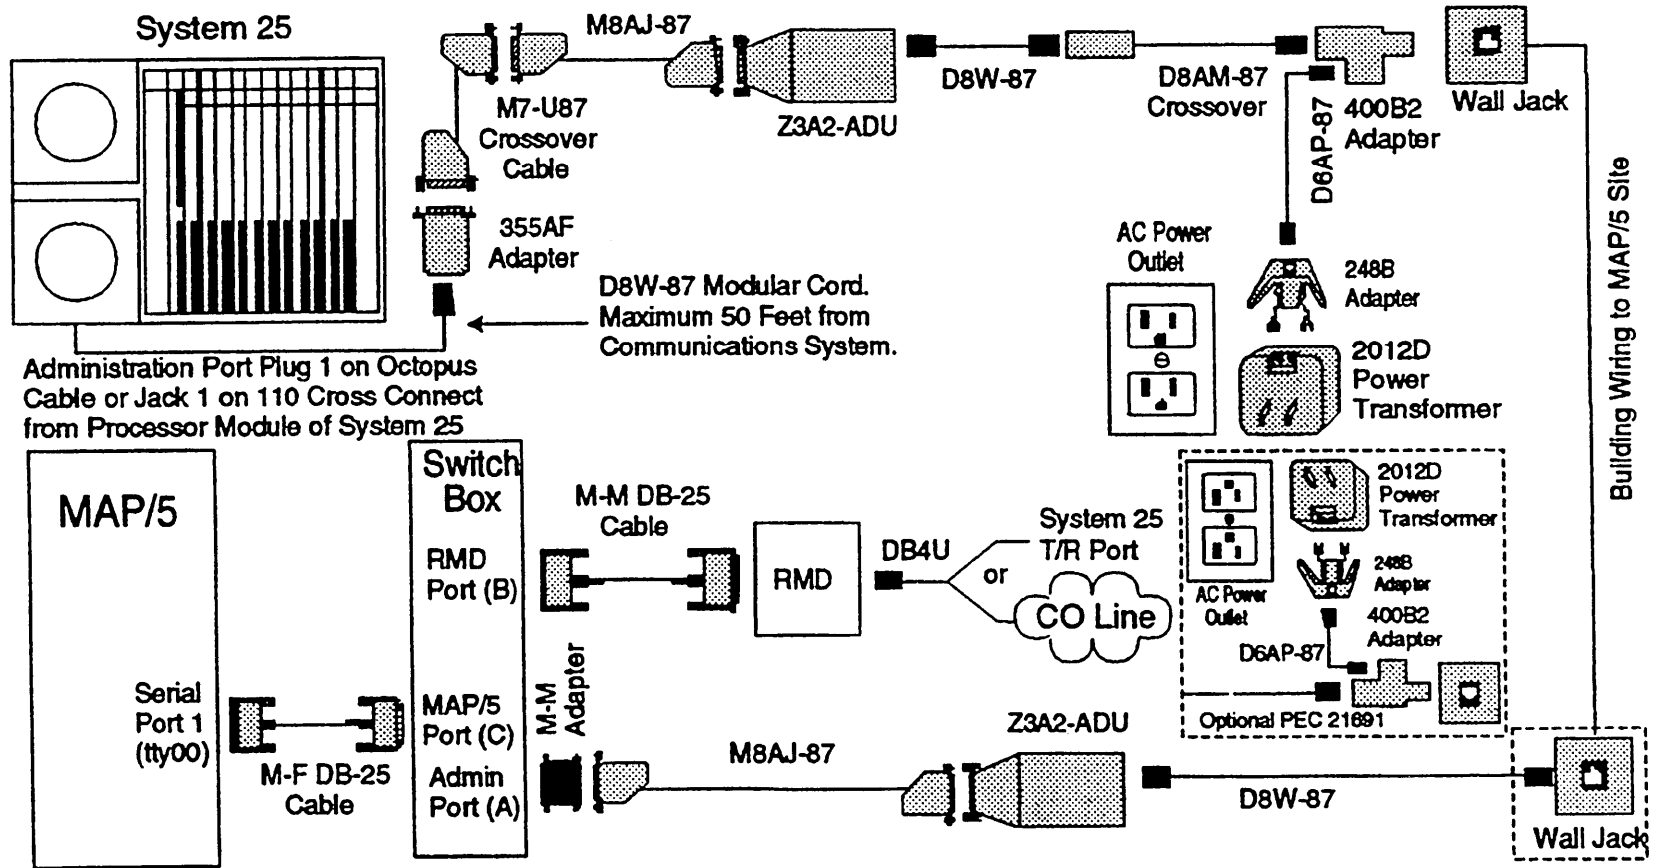 System 25
M8AJ-87
M7-U87
Crossover
Cable
Z3A2-ADU
D8W-87
D8AM-87
Crossover
D6AP-87
400B2
Adapter
Wall Jack
355AF
Adapter
D8W-87 Modular Cord.
Maximum 50 Feet from
Communications System.
AC Power
Outlet
248B
Adapter
2012D
Power
Transformer
Building Wiring to MAP/5 Site
Administration Port Plug 1 on Octopus
Cable or Jack 1 on 110 Cross Connect
from Processor Module of System 25
MAP/5
Serial
Port 1
(tty00)
M-F DB-25
Cable
Switch
Box
RMD
Port (B)
MAP/5
Port (C)
Admin
Port (A)
M-M DB-25
Cable
M-M
Adapter
RMD
DB4U
System 25
T/R Port
or
CO Line
AC Power
Outlet
2012D
Power
Transformer
248B
Adapter
400B2
Adapter
D6AP-87
Optional PEC 21691
M8AJ-87
Z3A2-ADU
D8W-87
Wall Jack